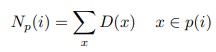 N_p(i) = \sum_x D(x) \quad x \in p(i)